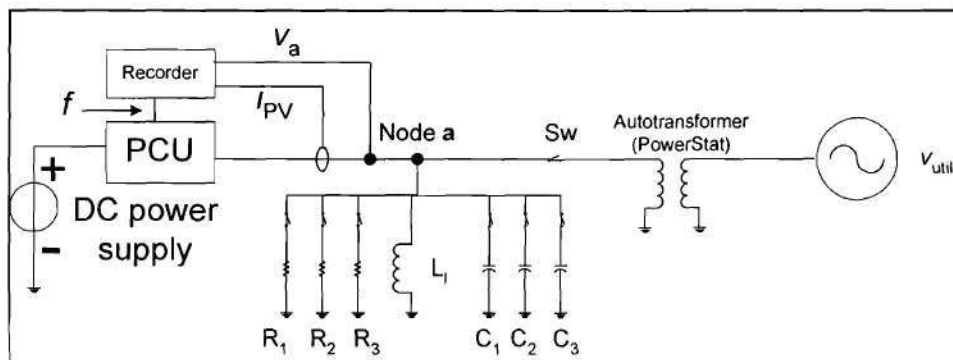 V_a
Recorder
I_PV
f
PCU
Node a
Sw
Autotransformer
(PowerStat)
v_util
+
DC power
supply
-
L_l
R_1 R_2 R_3
C_1 C_2 C_3